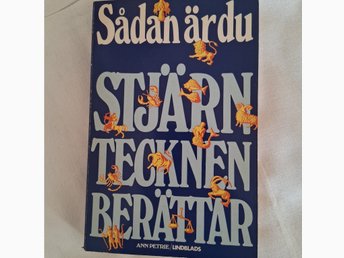 Sådan är du
STJÄRN
TECKNEN
BERÄTTAR
ANN PETRIE/LINDBLADS